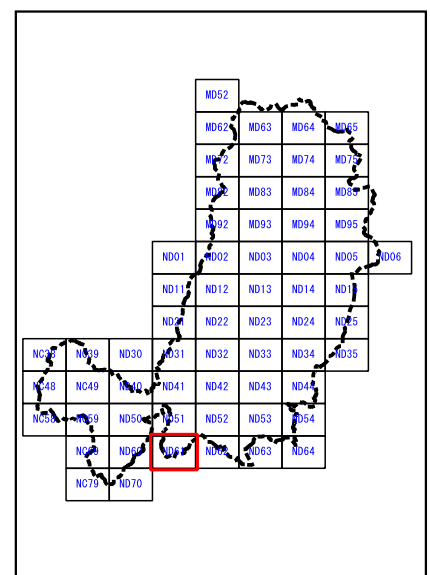 MD52
MD62 MD63 MD64 MD65
MD72 MD73 MD74 MD75
MD82 MD83 MD84 MD85
MD92 MD93 MD94 MD95
ND01 ND02 ND03 ND04 ND05 ND06
ND11 ND12 ND13 ND14 ND15
ND21 ND22 ND23 ND24 ND25
NC38 NC39 ND30 ND31 ND32 ND33 ND34 ND35
NC48 NC49 ND40 ND41 ND42 ND43 ND44
NC58 NC59 ND50 ND51 ND52 ND53 ND54
NC69 ND60 ND61 ND62 ND63 ND64
NC79 ND70